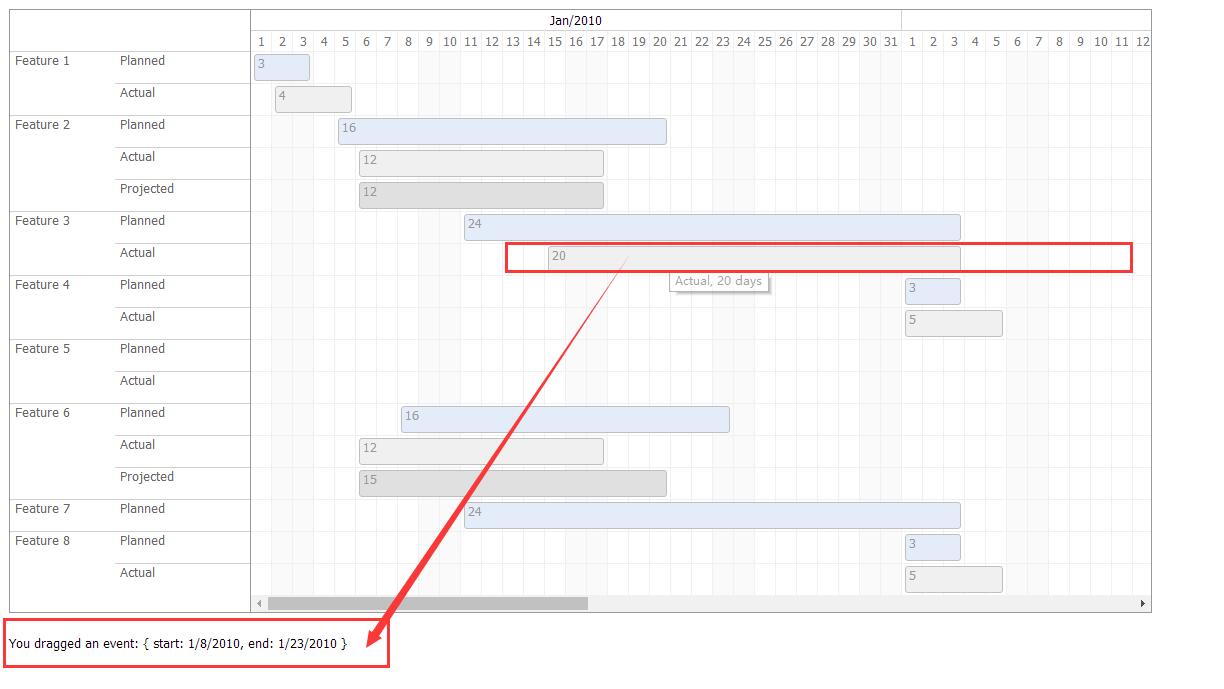 Jan/2010
1 2 3 4 5 6 7 8 9 10 11 12 13 14 15 16 17 18 19 20 21 22 23 24 25 26 27 28 29 30 31 1 2 3 4 5 6 7 8 9 10 11 12
Feature 1 Planned 3
Actual 4
Feature 2 Planned 16
Actual 12
Projected 12
Feature 3 Planned 24
Actual 20
Actual, 20 days
Feature 4 Planned 3
Actual 5
Feature 5 Planned
Actual
Feature 6 Planned 16
Actual 12
Projected 15
Feature 7 Planned 24
Feature 8 Planned 3
Actual 5
You dragged an event: { start: 1/8/2010, end: 1/23/2010 }